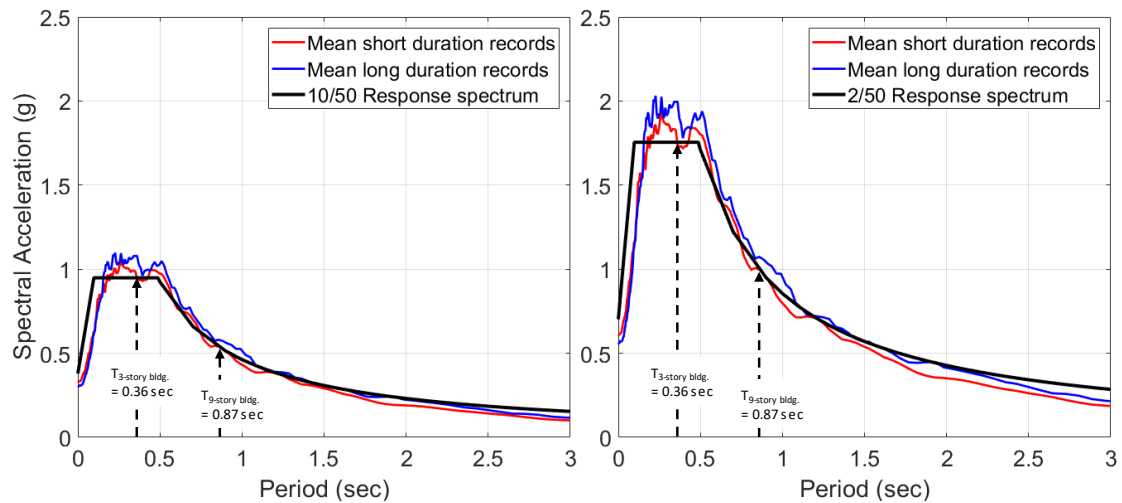 Spectral Acceleration (g)
2.5
2
1.5
1
0.5
0
Mean short duration records
Mean long duration records
10/50 Response spectrum
T3-story bldg.
= 0.36 sec
T9-story bldg.
= 0.87 sec
0 0.5 1 1.5 2 2.5 3
Period (sec)
2.5
2
1.5
1
0.5
0
Mean short duration records
Mean long duration records
2/50 Response spectrum
T3-story bldg.
= 0.36 sec
T9-story bldg.
= 0.87 sec
0 0.5 1 1.5 2 2.5 3
Period (sec)